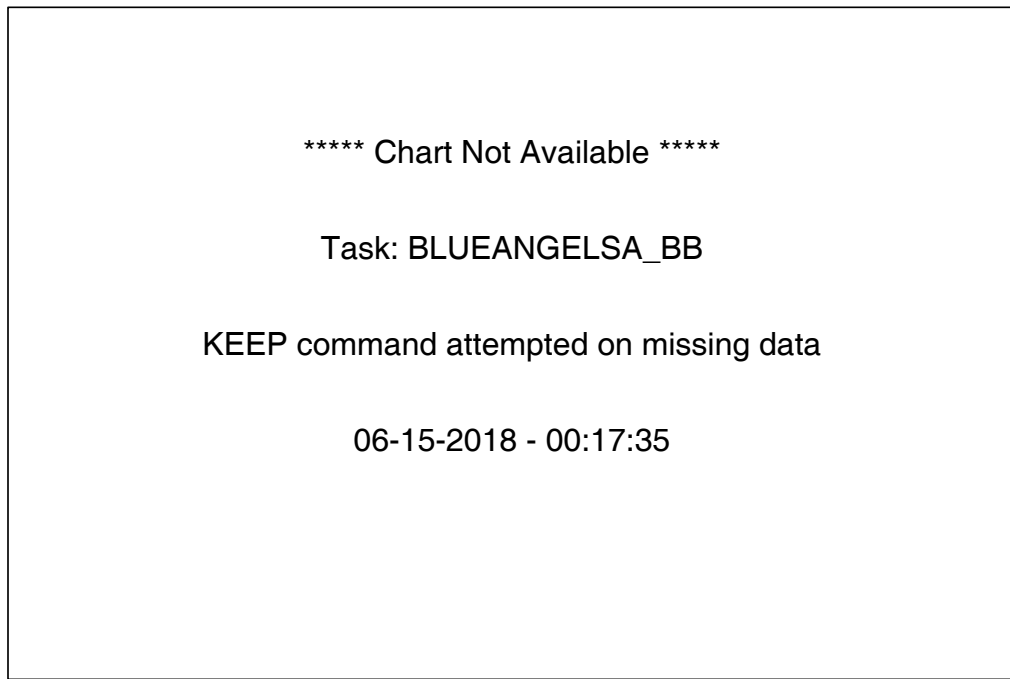 ***** Chart Not Available *****
Task: BLUEANGELSA_BB
KEEP command attempted on missing data
06-15-2018 - 00:17:35